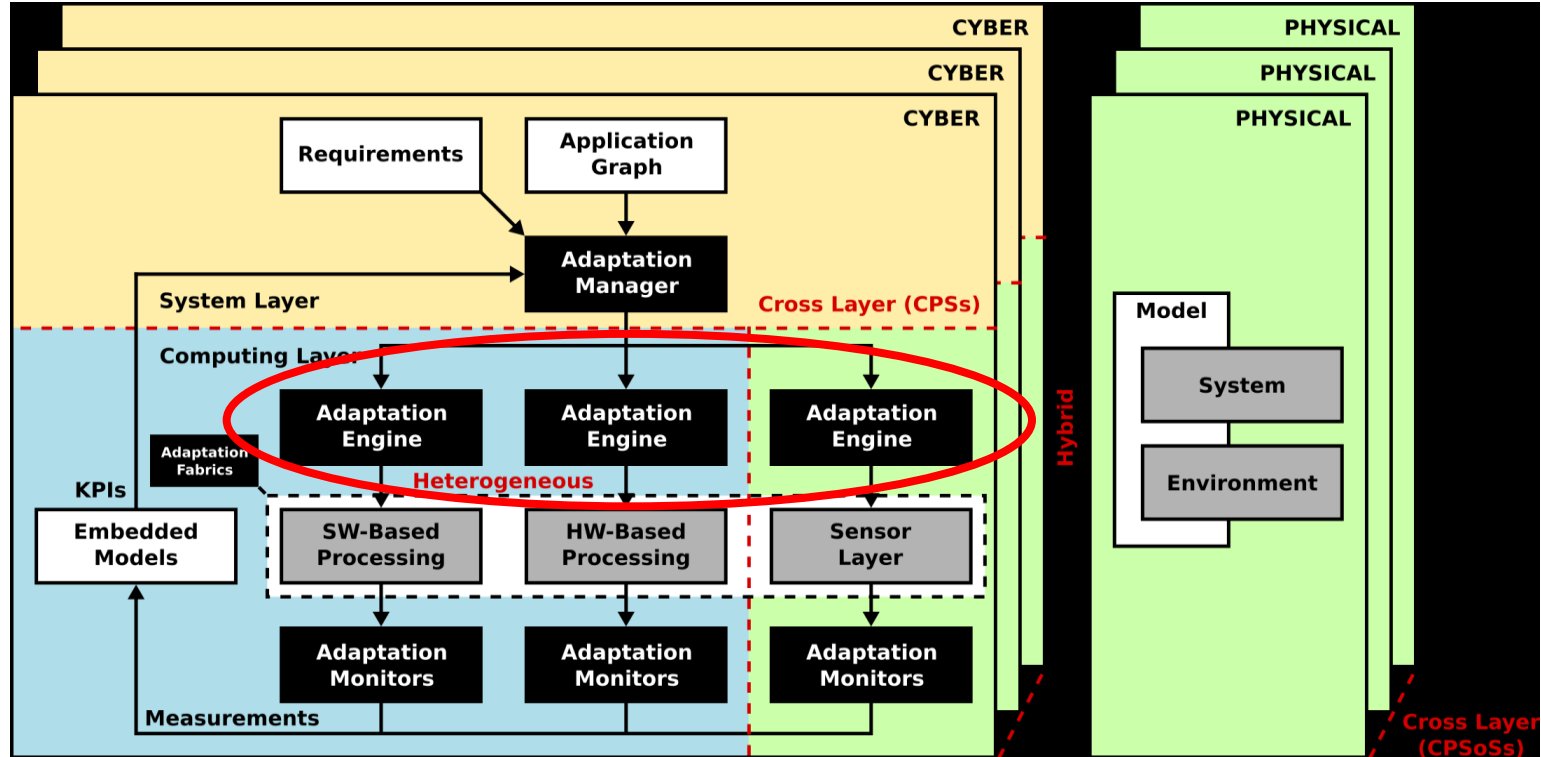 CYBER
PHYSICAL
CYBER
PHYSICAL
CYBER
PHYSICAL
Requirements
Application
Graph
Adaptation
Manager
System Layer
Cross Layer (CPSs)
Computing Layer
Model
System
Environment
Hybrid
Adaptation
Engine
Adaptation
Engine
Adaptation
Engine
Adaptation
Fabrics
Heterogeneous
KPIs
Embedded
Models
SW-Based
Processing
HW-Based
Processing
Sensor
Layer
Adaptation
Monitors
Adaptation
Monitors
Adaptation
Monitors
Measurements
Cross Layer
(CPSoSs)